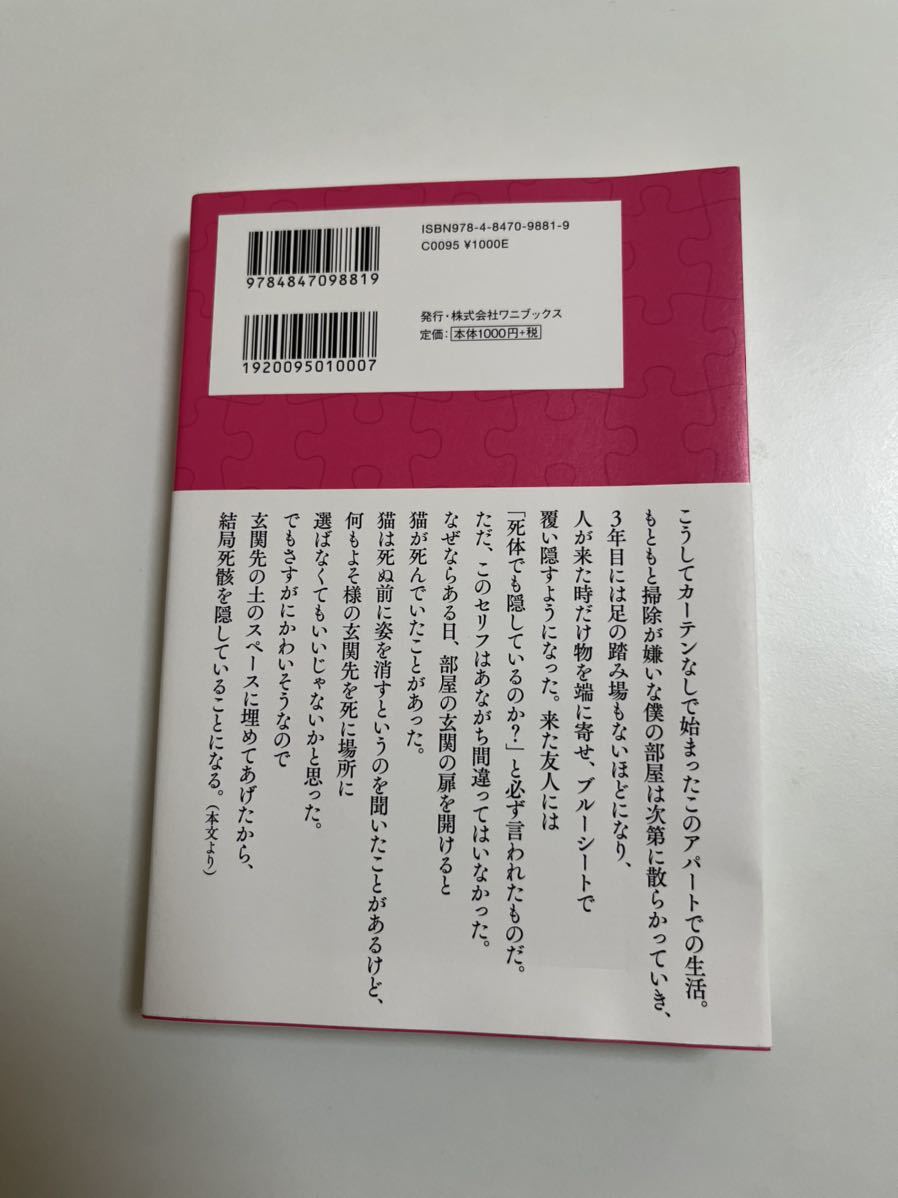 ISBN978-4-8470-9881-9
C0095 ¥1000E
9784847098819
発行・株式会社ワニブックス
定価：本体1000円+税
1920095010007
こうしてカーテンなしで始まったこのアパートでの生活。
もともと掃除が嫌いな僕の部屋は次第に散らかっていき、
3年目には足の踏み場もないほどになり、
人が来た時だけ物を端に寄せ、ブルーシートで
覆い隠すようになった。来た友人には
「死体でも隠しているのか？」と必ず言われたものだ。
ただ、このセリフはあながち間違ってはいなかった。
なぜならある日、部屋の玄関の扉を開けると
猫が死んでいたことがあった。
猫は死ぬ前に姿を消すというのを聞いたことがあるけど、
何もよそ様の玄関先を死に場所に
選ばなくてもいいじゃないかと思った。
でもさすがにかわいそうなので
玄関先の土のスペースに埋めてあげたから、
結局死骸を隠していることになる。（本文より）